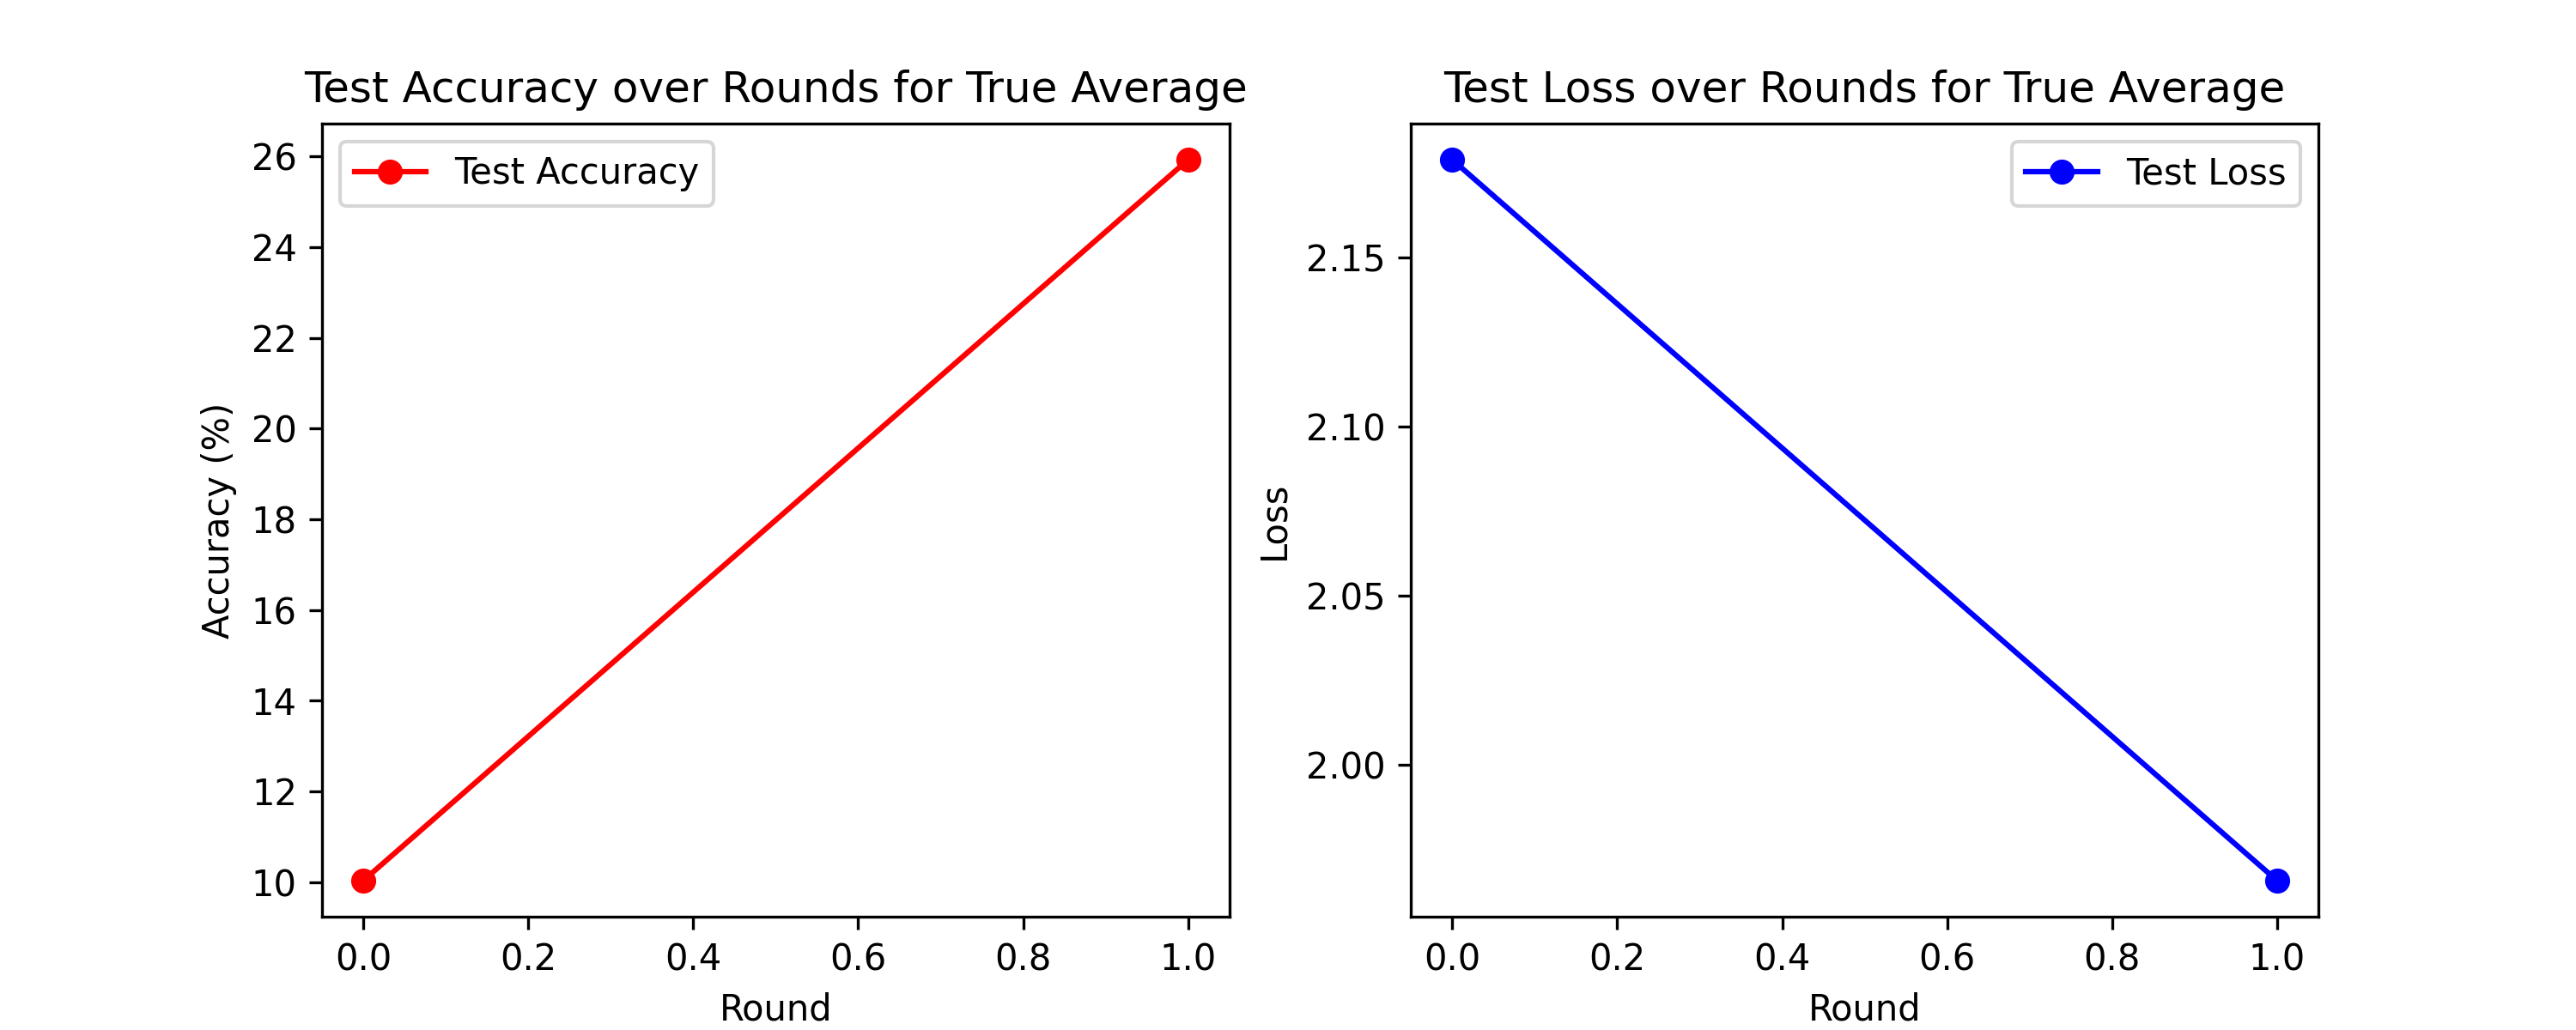 Test Accuracy over Rounds for True Average
Test Accuracy
26
24
22
20
18
16
14
12
10
Accuracy (%)
0.0 0.2 0.4 0.6 0.8 1.0
Round
Test Loss over Rounds for True Average
Test Loss
2.15
2.10
2.05
2.00
Loss
0.0 0.2 0.4 0.6 0.8 1.0
Round